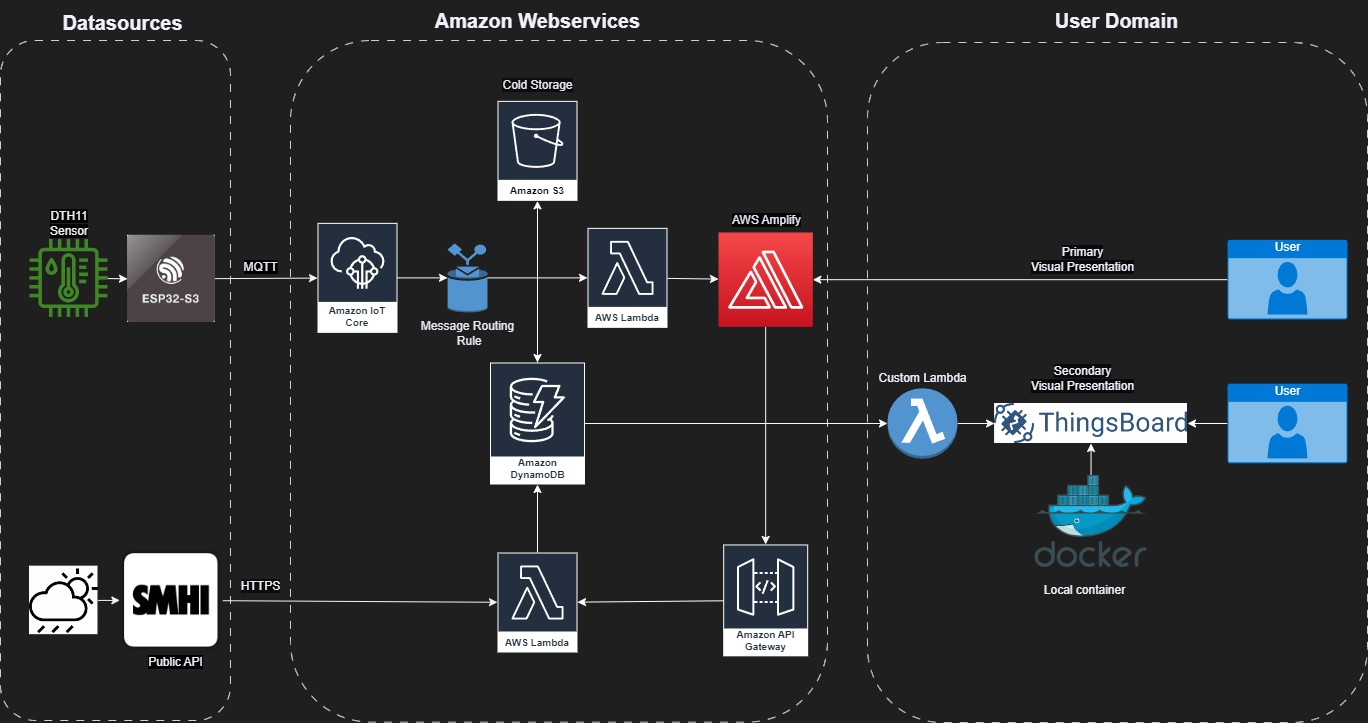 Datasources
Amazon Webservices
User Domain
Cold Storage
Amazon S3
DTH11
Sensor
ESP32-S3
MQTT
Amazon IoT
Core
Message Routing
Rule
AWS Lambda
AWS Amplify
Primary
Visual Presentation
User
Amazon
DynamoDB
Custom Lambda
Secondary
Visual Presentation
ThingsBoard
User
docker
Local container
SMHI
Public API
HTTPS
AWS Lambda
</>
Amazon API
Gateway